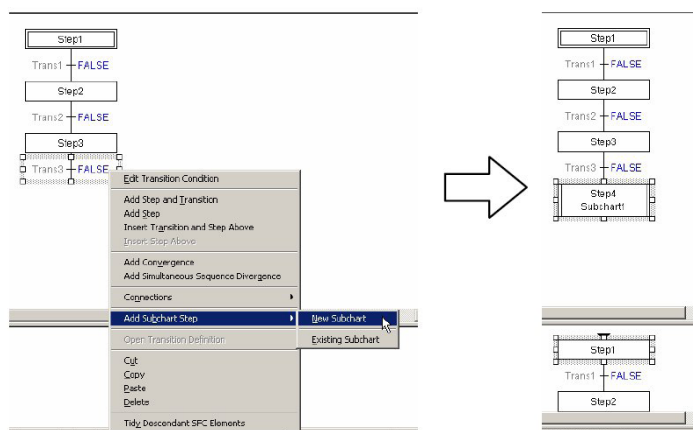 Step1
Trans1 FALSE
Step2
Trans2 FALSE
Step3
Trans3 FALSE
Edit Transition Condition
Add Step and Transition
Add Step
Insert Transition and Step Above
Insert Step Above
Add Convergence
Add Simultaneous Sequence Divergence
Connections
Add Subchart Step
Open Transition Definition
Cut
Copy
Paste
Delete
Tidy Descendant SFC Elements
New Subchart
Existing Subchart
Step1
Trans1 FALSE
Step2
Trans2 FALSE
Step3
Trans3 FALSE
Step4
Subchart1
Step1
Trans1 FALSE
Step2